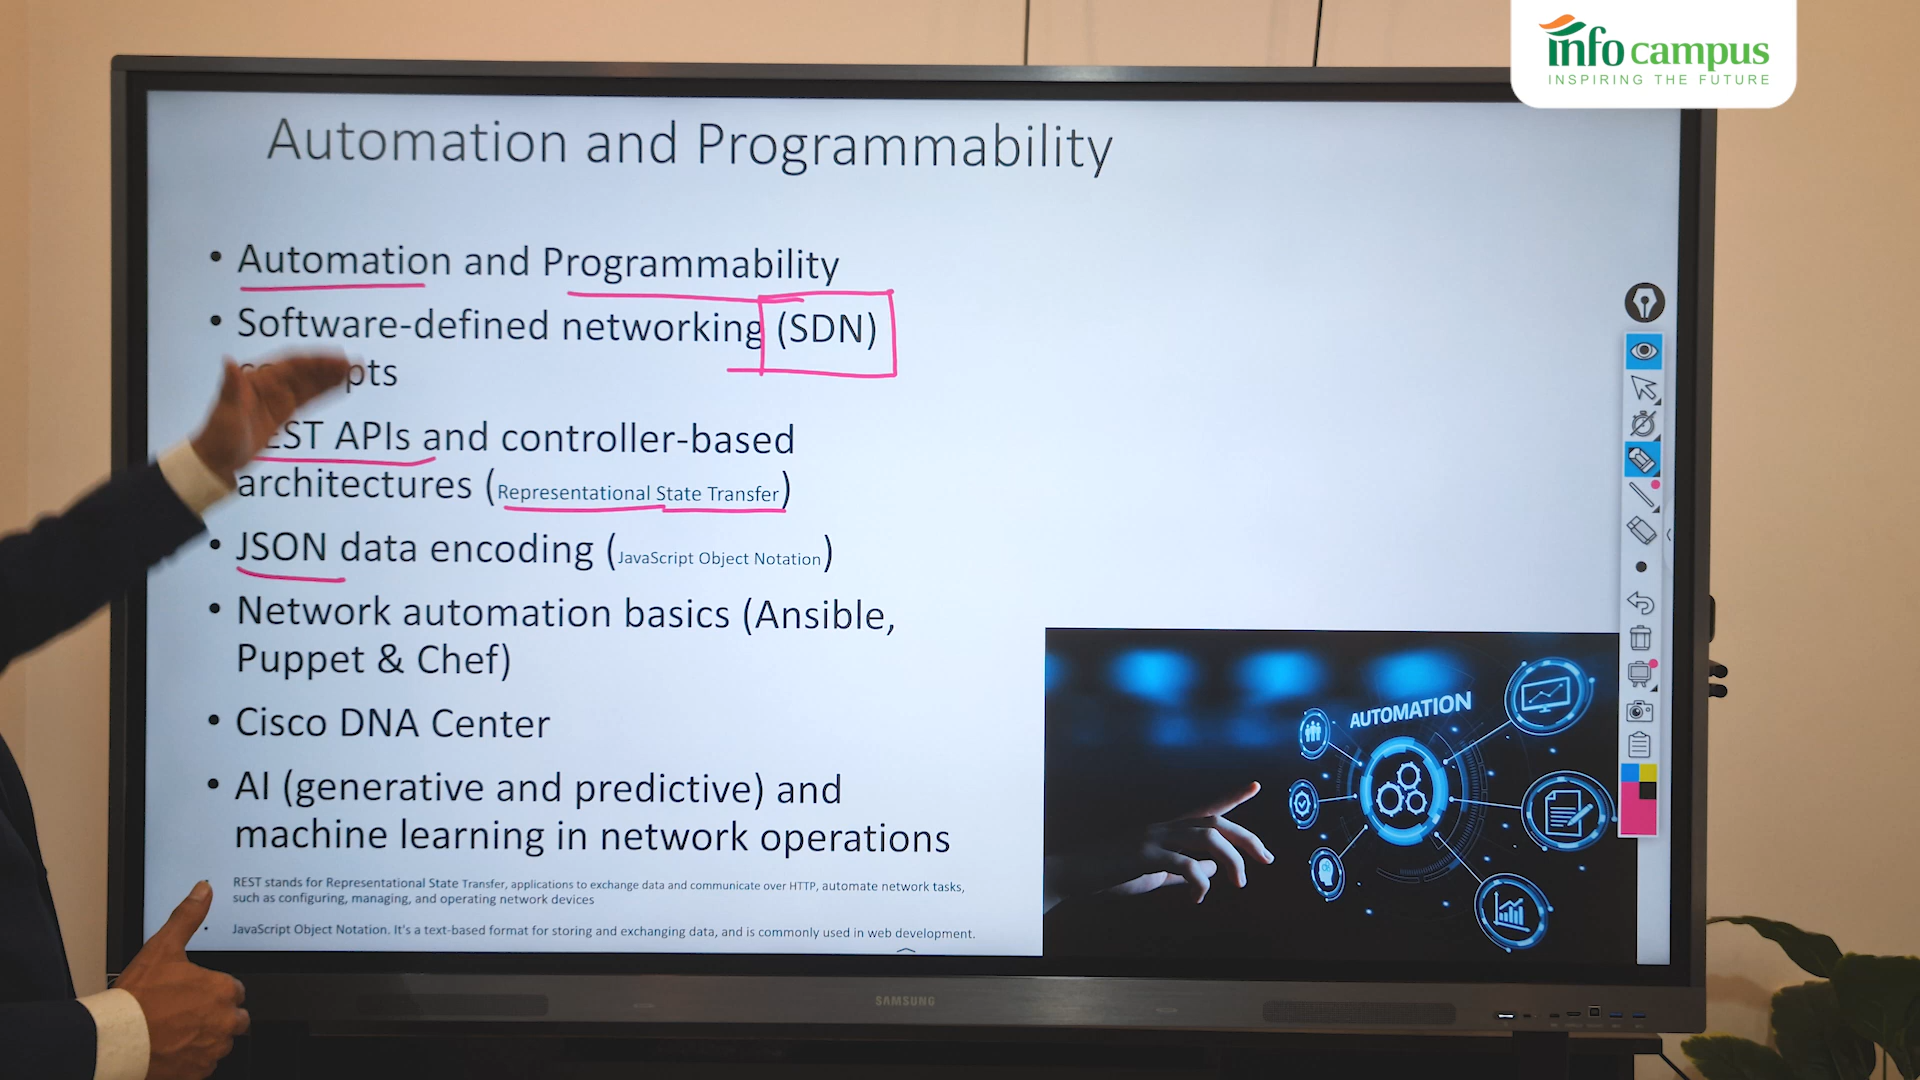 info campus
INSPIRING THE FUTURE
Automation and Programmability
• Automation and Programmability
• Software-defined networking (SDN)
APIs and controller-based
architectures (Representational State Transfer)
• JSON data encoding (JavaScript Object Notation)
• Network automation basics (Ansible,
Puppet & Chef)
• Cisco DNA Center
• AI (generative and predictive) and
machine learning in network operations
AUTOMATION
REST stands for Representational State Transfer, applications to exchange data and communicate over HTTP, automate network tasks,
such as configuring, managing, and operating network devices
• JavaScript Object Notation. It's a text-based format for storing and exchanging data, and is commonly used in web development.
SAMSUNG